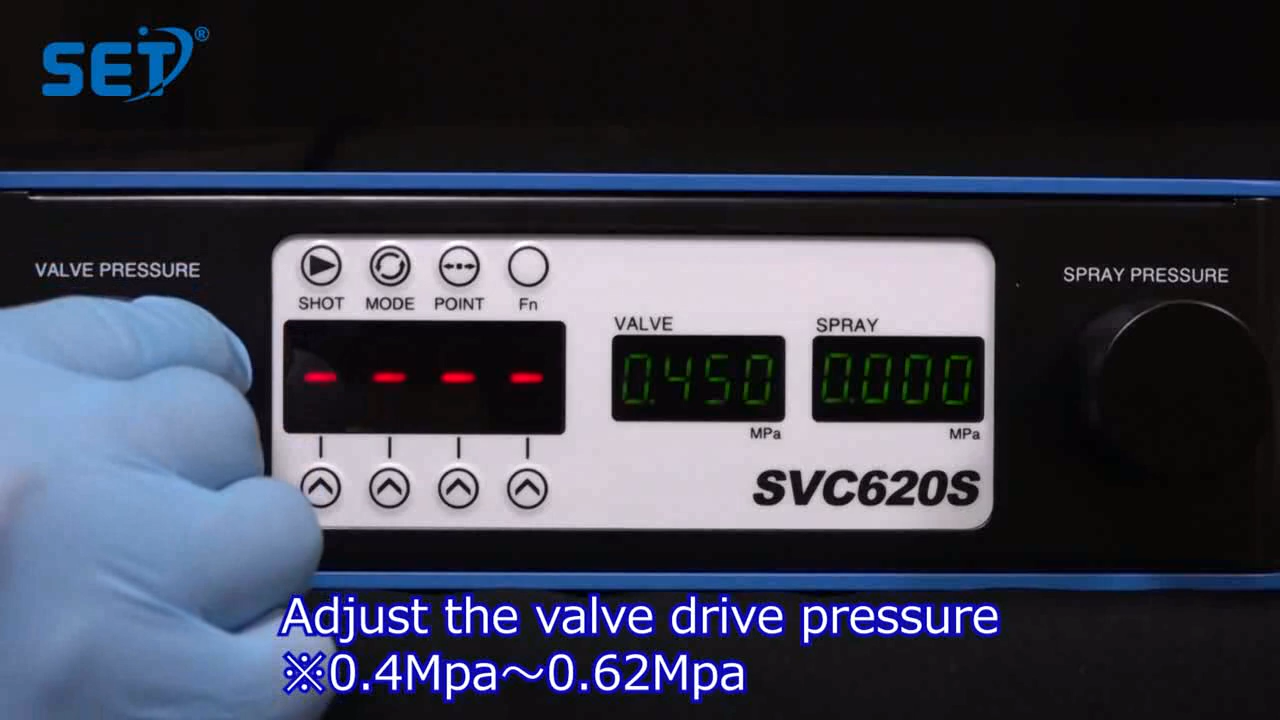 SET®
VALVE PRESSURE
SHOT MODE POINT Fn
VALVE
SPRAY
SPRAY PRESSURE
- - - -
0.450
0.000
MPa
MPa
SVC620S
Adjust the valve drive pressure
※0.4Mpa～0.62Mpa